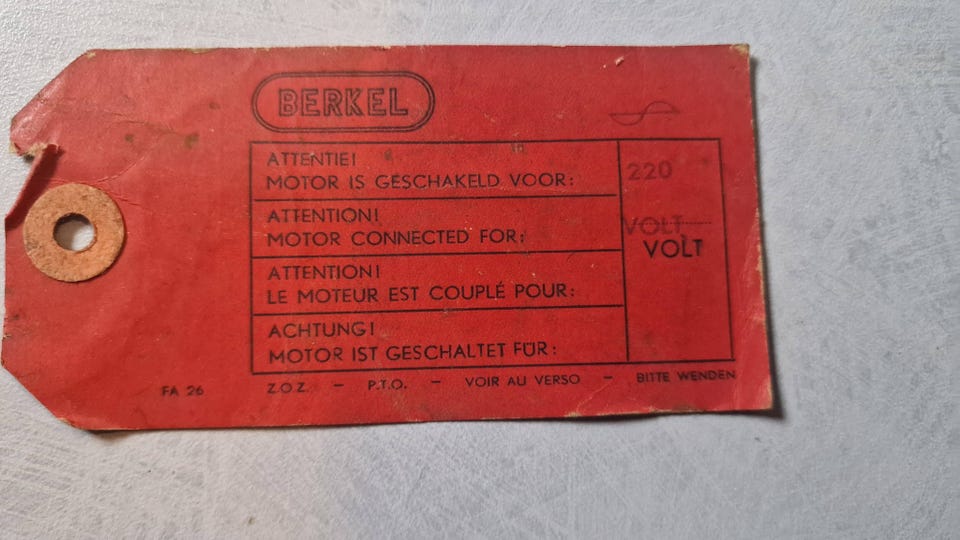 BERKEL
ATTENTIE!
MOTOR IS GESCHAKELD VOOR:
ATTENTION!
MOTOR CONNECTED FOR:
ATTENTION!
LE MOTEUR EST COUPLÉ POUR:
ACHTUNG!
MOTOR IST GESCHALTET FÜR:
220
VOLT
VOLT
FA 26
Z.O.Z. – P.T.O. – VOIR AU VERSO – BITTE WENDEN